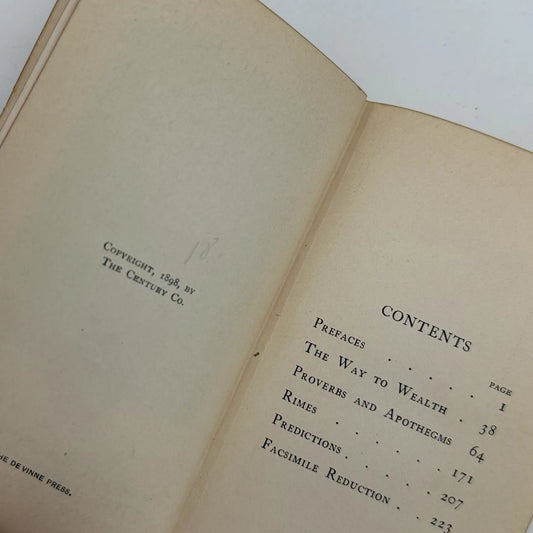 COPYRIGHT, 1898, BY
THE CENTURY CO.
18.
DE VINNE PRESS.
CONTENTS
PAGE
PREFACES . . . . . 1
THE WAY TO WEALTH . 38
PROVERBS AND APOTHEGMS 64
RIMES . . . . . 171
PREDICTIONS . . . . . 207
FACSIMILE REDUCTION . . 223